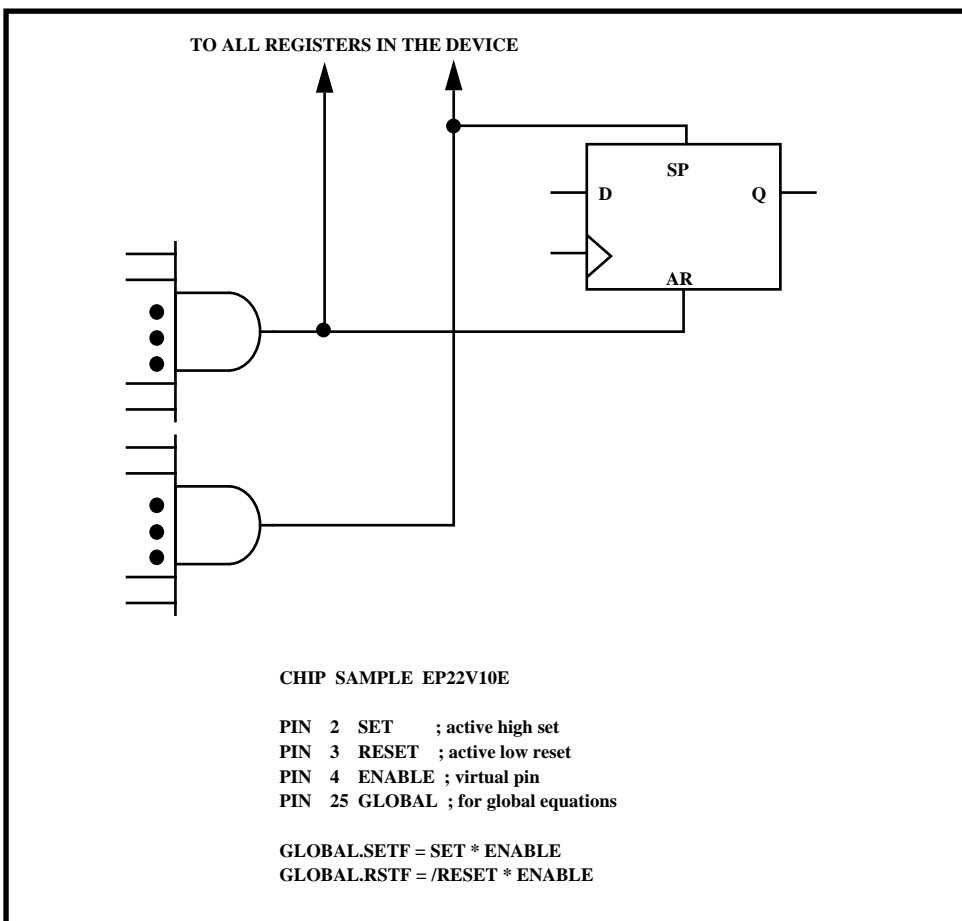 TO ALL REGISTERS IN THE DEVICE
SP
D Q
AR
CHIP SAMPLE EP22V10E
PIN 2 SET ; active high set
PIN 3 RESET ; active low reset
PIN 4 ENABLE ; virtual pin
PIN 25 GLOBAL ; for global equations
GLOBAL.SETF = SET * ENABLE
GLOBAL.RSTF = /RESET * ENABLE